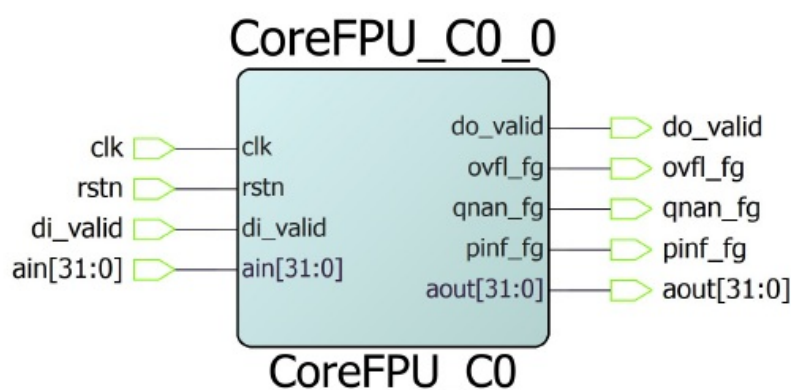 CoreFPU_C0_0
clk clk do_valid do_valid
rstn rstn ovfl_fg ovfl_fg
di_valid di_valid qnan_fg qnan_fg
ain[31:0] ain[31:0] pinf_fg pinf_fg
aout[31:0] aout[31:0]
CoreFPU_C0